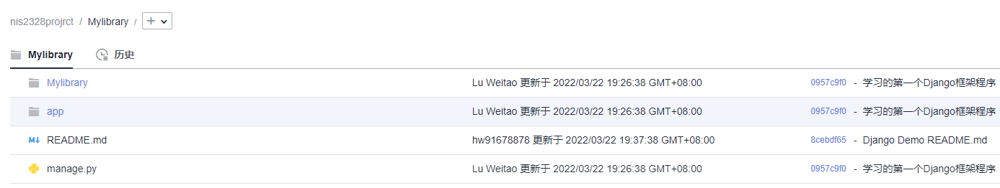 nis2328projrct / Mylibrary /
Mylibrary 历史
Mylibrary Lu Weitao 更新于 2022/03/22 19:26:38 GMT+08:00 0957c9f0 - 学习的第一个Django框架程序
app Lu Weitao 更新于 2022/03/22 19:26:38 GMT+08:00 0957c9f0 - 学习的第一个Django框架程序
README.md hw91678878 更新于 2022/03/22 19:37:38 GMT+08:00 8cebdf65 - Django Demo README.md
manage.py Lu Weitao 更新于 2022/03/22 19:26:38 GMT+08:00 0957c9f0 - 学习的第一个Django框架程序